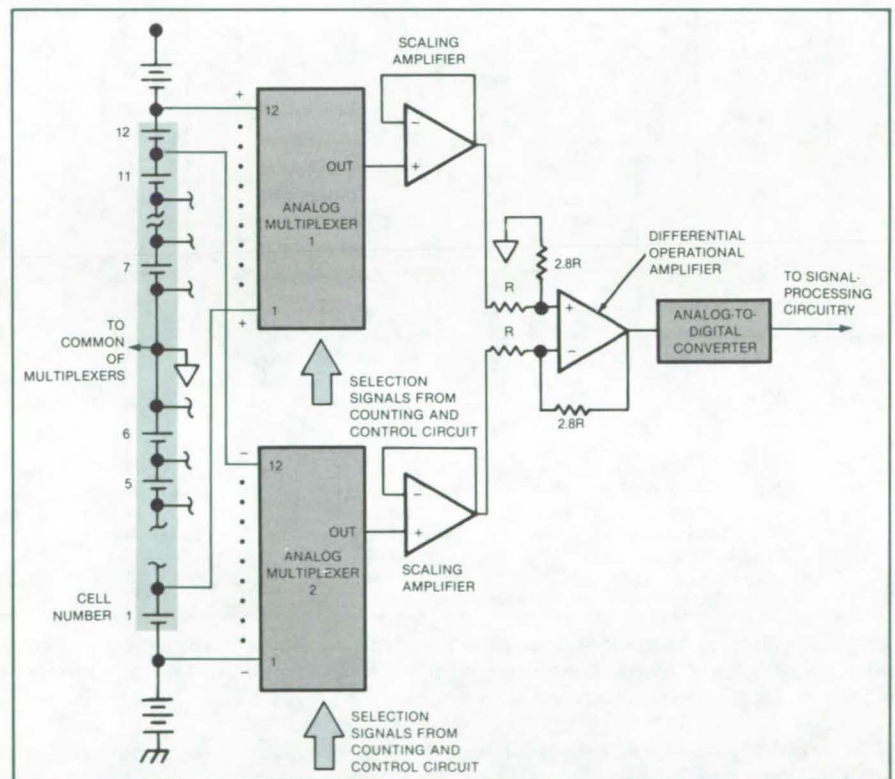 SCALING
AMPLIFIER
+
12
12
11
OUT
−
+
ANALOG
MULTIPLEXER
1
DIFFERENTIAL
OPERATIONAL
AMPLIFIER
2.8R
7
R
+
1
+
R
−
ANALOG-TO-
DIGITAL
CONVERTER
TO SIGNAL-
PROCESSING
CIRCUITRY
TO
COMMON
OF
MULTIPLEXERS
SELECTION
SIGNALS FROM
COUNTING AND
CONTROL CIRCUIT
2.8R
6
−
12
5
−
+
OUT
ANALOG
MULTIPLEXER
2
SCALING
AMPLIFIER
CELL
NUMBER
1
1
−
SELECTION
SIGNALS FROM
COUNTING AND
CONTROL CIRCUIT